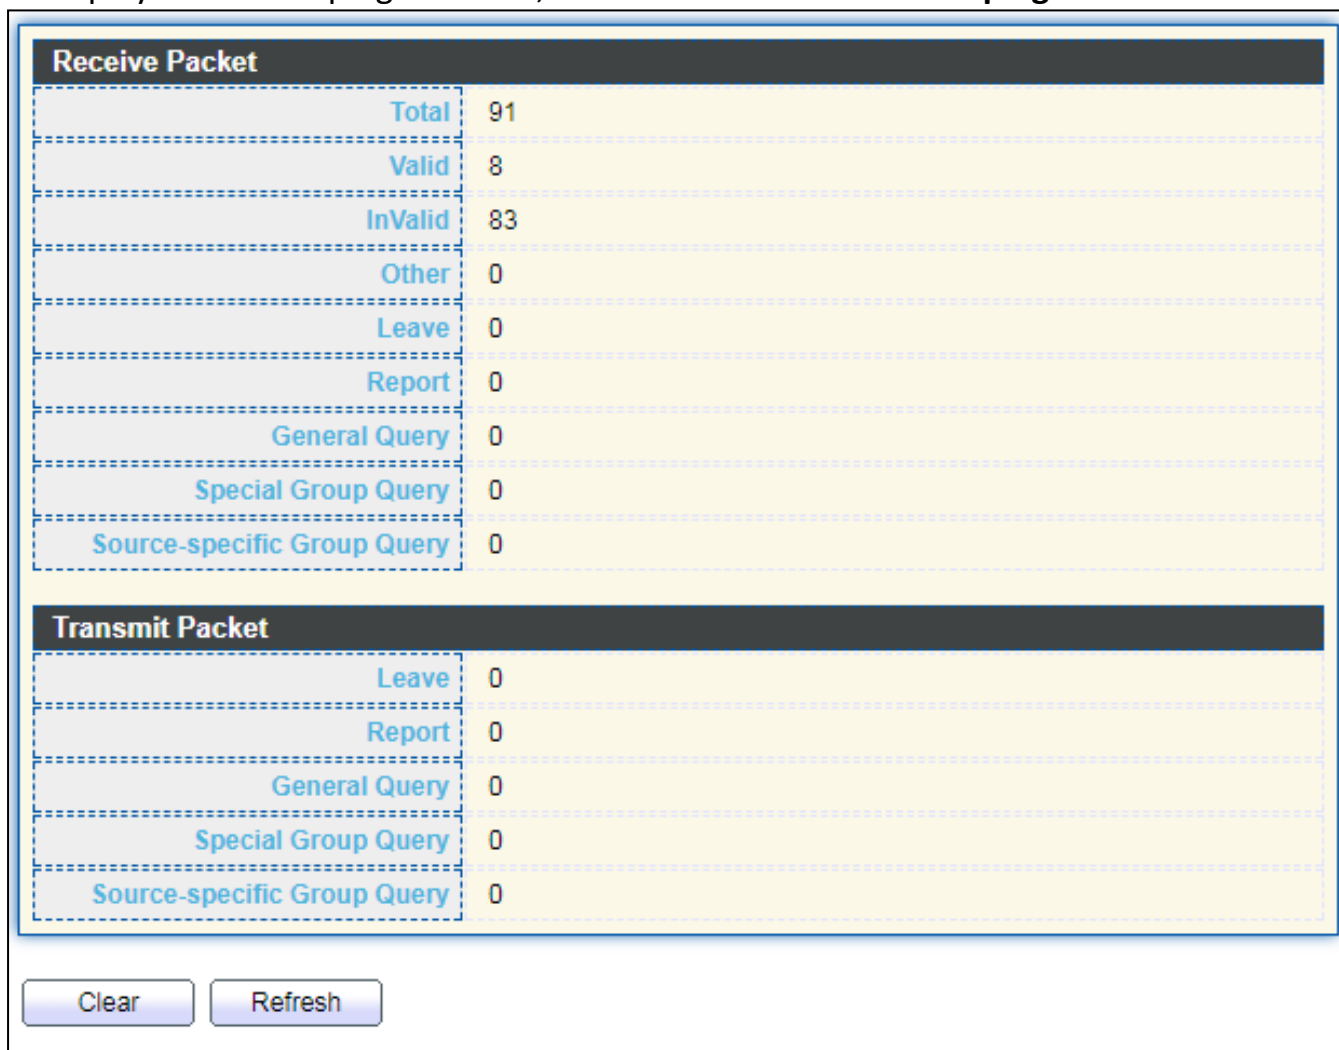 Receive Packet
Total 91
Valid 8
InValid 83
Other 0
Leave 0
Report 0
General Query 0
Special Group Query 0
Source-specific Group Query 0
Transmit Packet
Leave 0
Report 0
General Query 0
Special Group Query 0
Source-specific Group Query 0
Clear Refresh